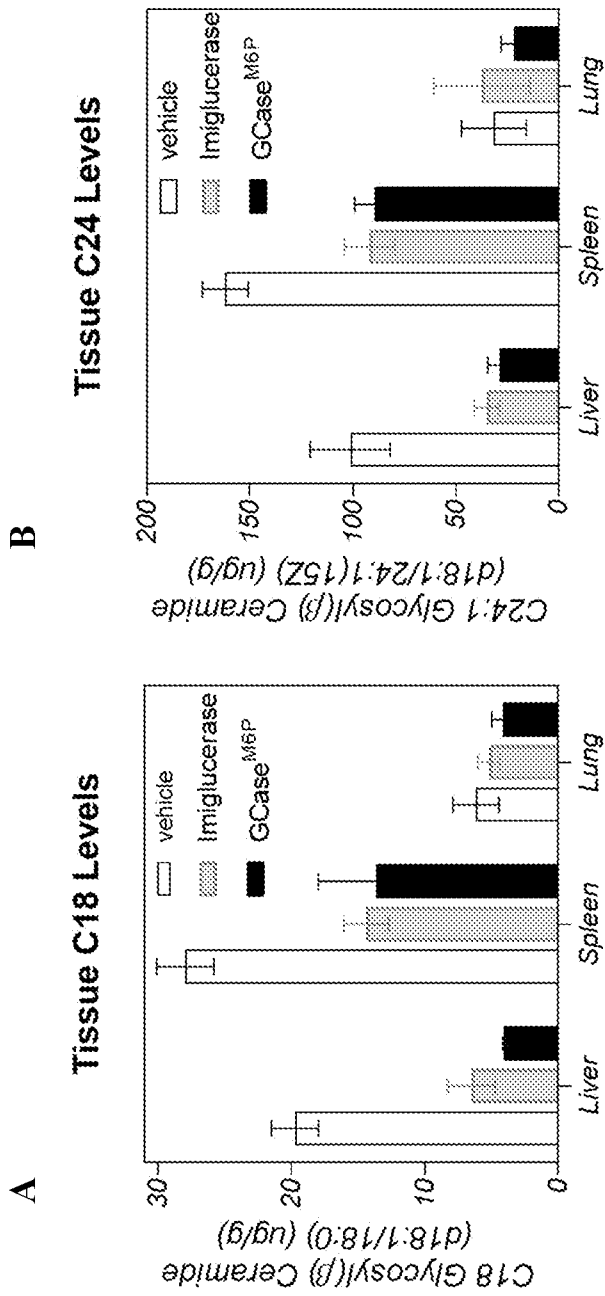 A
Tissue C18 Levels
C18 Glycosyl(β) Ceramide
(d18:1/18:0) (ug/g)
30
20
10
0
vehicle
Imiglucerase
GCase^M6P
Liver
Spleen
Lung
B
Tissue C24 Levels
C24:1 Glycosyl(β) Ceramide
(d18:1/24:1(15Z) (ug/g)
200
150
100
50
0
vehicle
Imiglucerase
GCase^M6P
Liver
Spleen
Lung